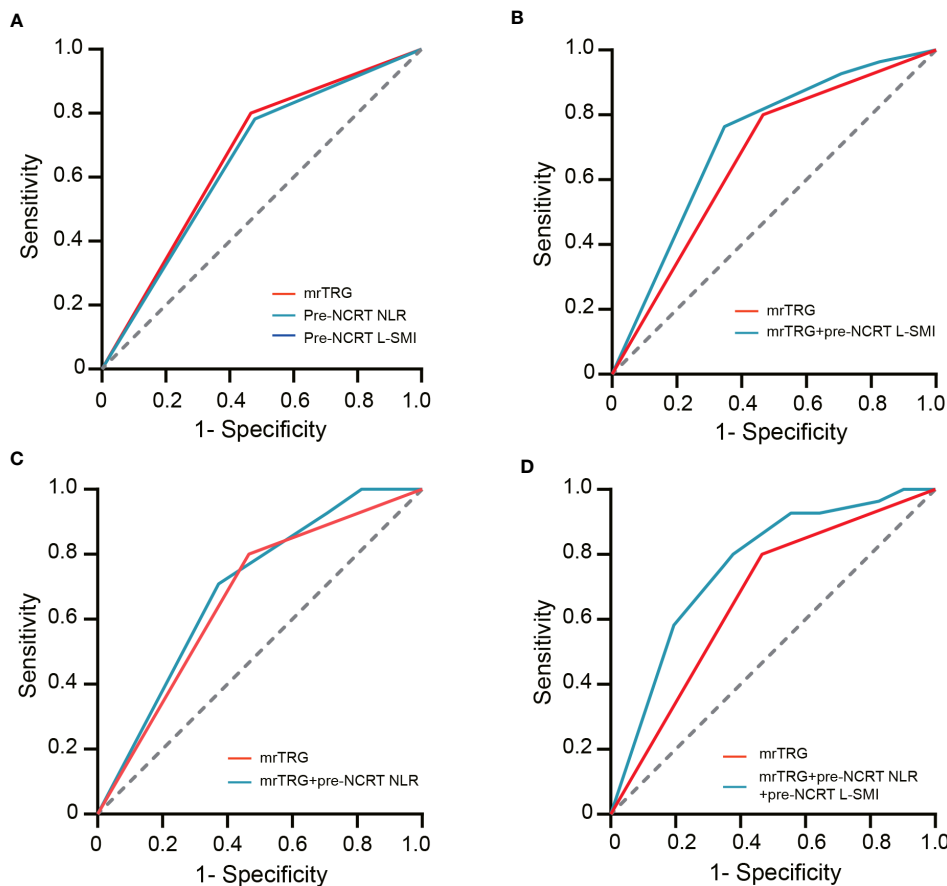 A
1.0
0.8
0.6
0.4
0.2
0
Sensitivity
mrTRG
Pre-NCRT NLR
Pre-NCRT L-SMI
0 0.2 0.4 0.6 0.8 1.0
1- Specificity
B
1.0
0.8
0.6
0.4
0.2
0
Sensitivity
mrTRG
mrTRG+pre-NCRT L-SMI
0 0.2 0.4 0.6 0.8 1.0
1- Specificity
C
1.0
0.8
0.6
0.4
0.2
0
Sensitivity
mrTRG
mrTRG+pre-NCRT NLR
0 0.2 0.4 0.6 0.8 1.0
1- Specificity
D
1.0
0.8
0.6
0.4
0.2
0
Sensitivity
mrTRG
mrTRG+pre-NCRT NLR
+pre-NCRT L-SMI
0 0.2 0.4 0.6 0.8 1.0
1- Specificity